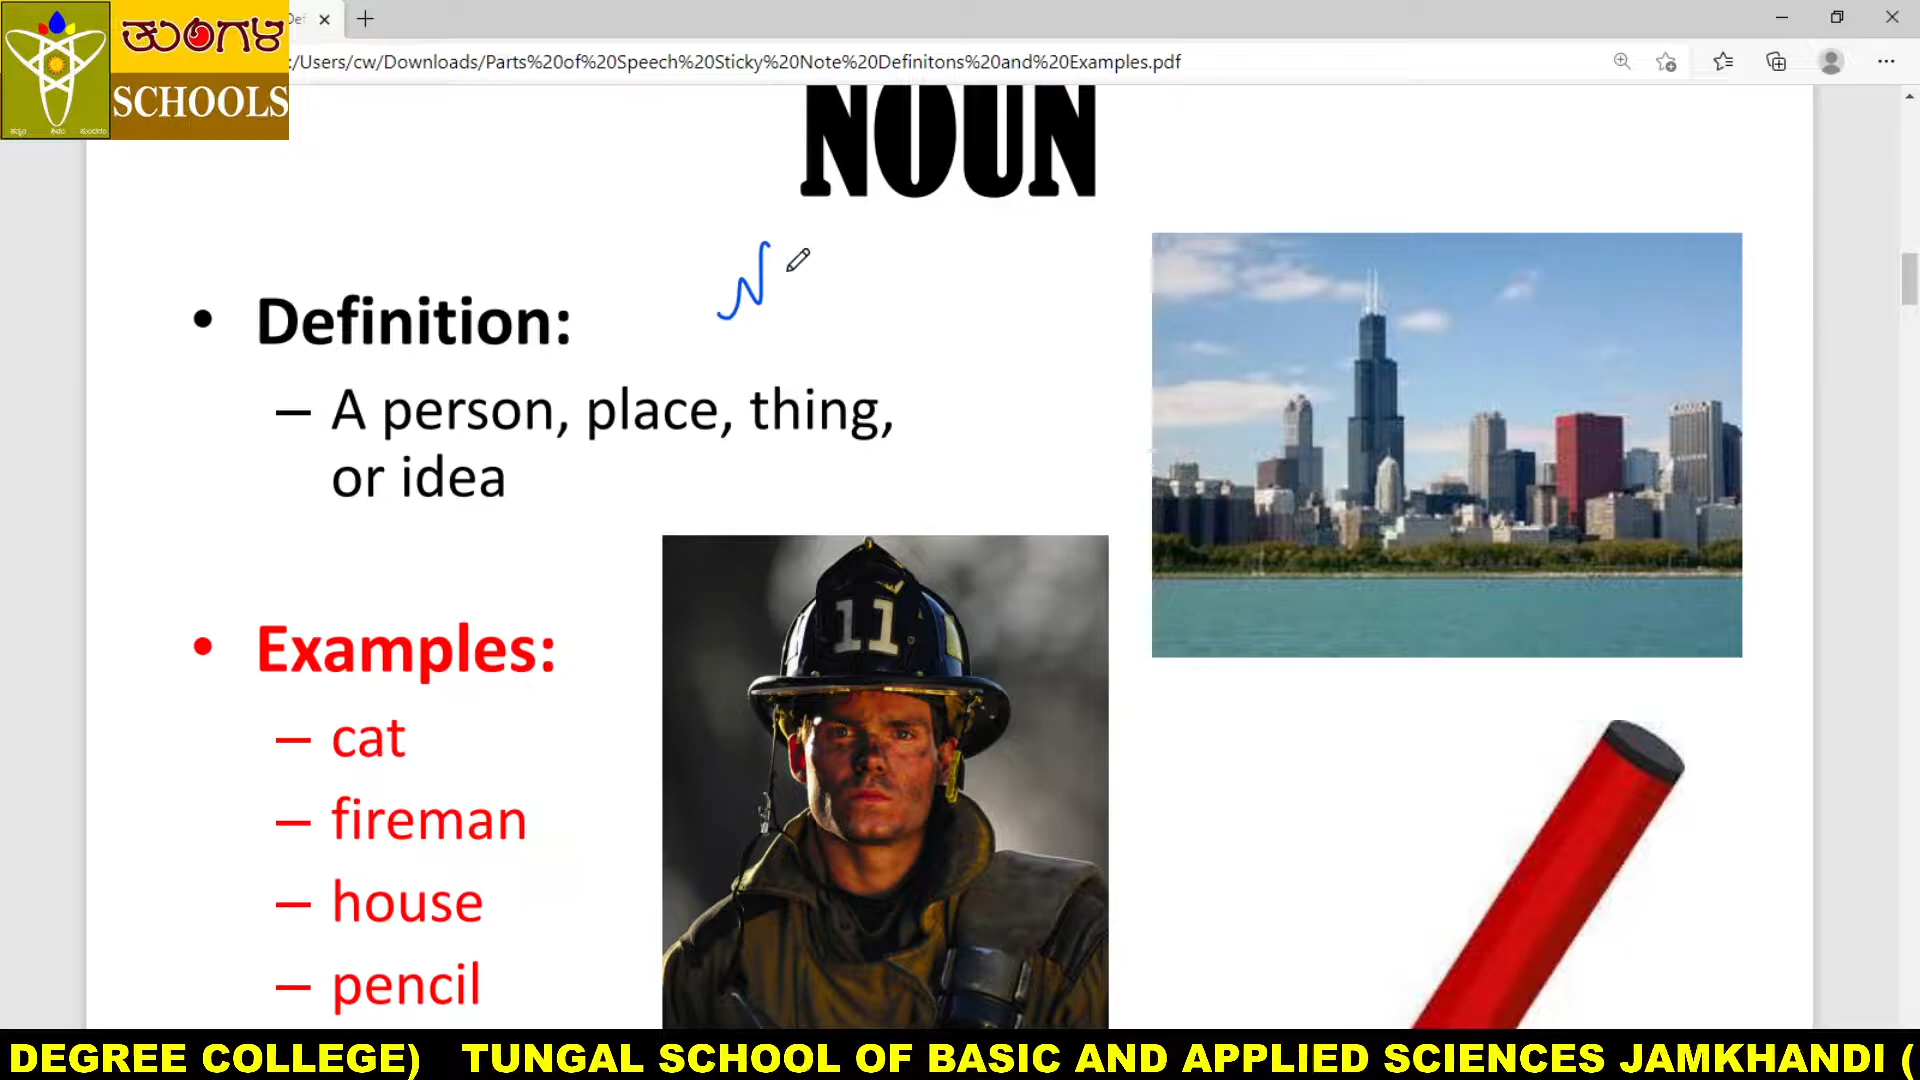 ತುಂಗಳ
SCHOOLS
:/Users/cw/Downloads/Parts%20of%20Speech%20Sticky%20Note%20Definitons%20and%20Examples.pdf
NOUN
N
• Definition:
– A person, place, thing,
or idea
11
• Examples:
– cat
– fireman
– house
– pencil
DEGREE COLLEGE) TUNGAL SCHOOL OF BASIC AND APPLIED SCIENCES JAMKHANDI (